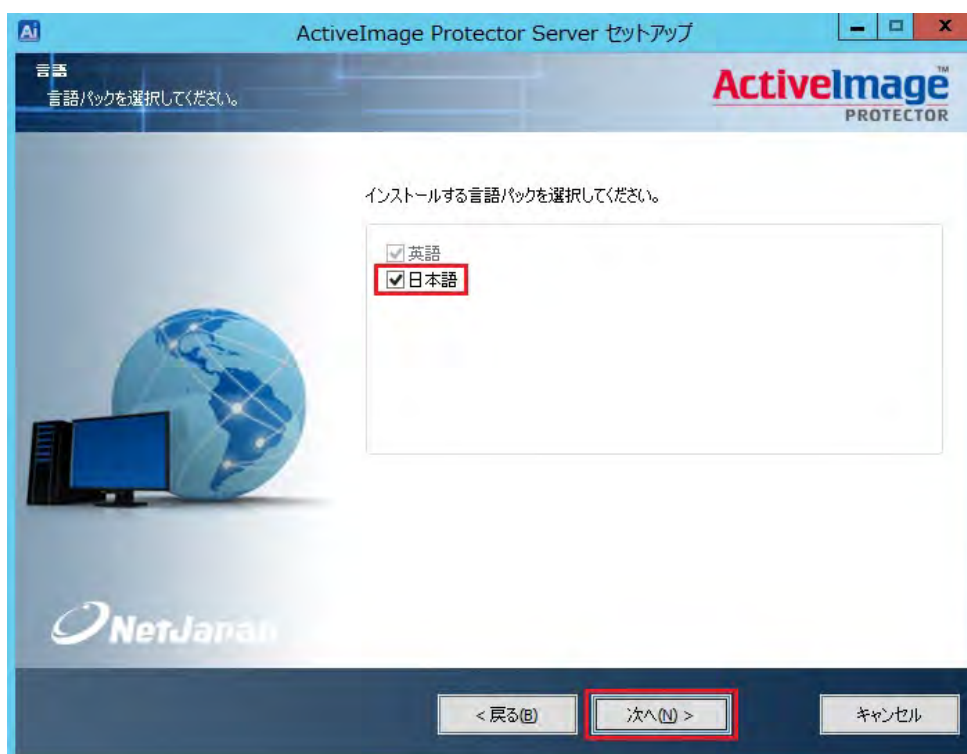 Ai
ActiveImage Protector Server セットアップ
言語
言語パックを選択してください。
ActiveImage™
PROTECTOR
インストールする言語パックを選択してください。
英語
日本語
NetJapan
< 戻る(B)
次へ(N) >
キャンセル